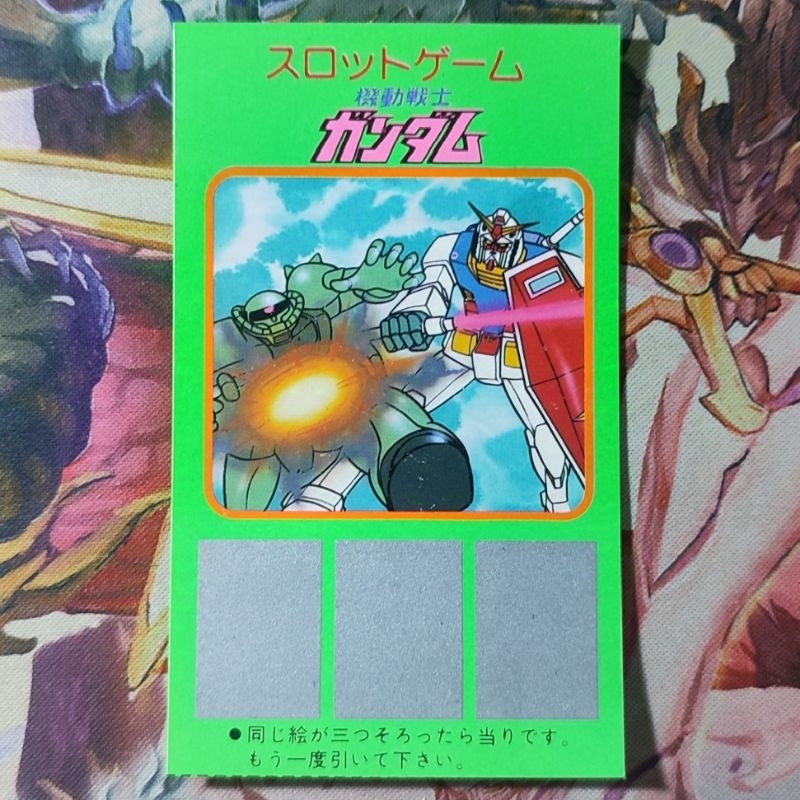 スロットゲーム
機動戦士
ガンダム
●同じ絵が三つそろったら当りです。
もう一度引いて下さい。